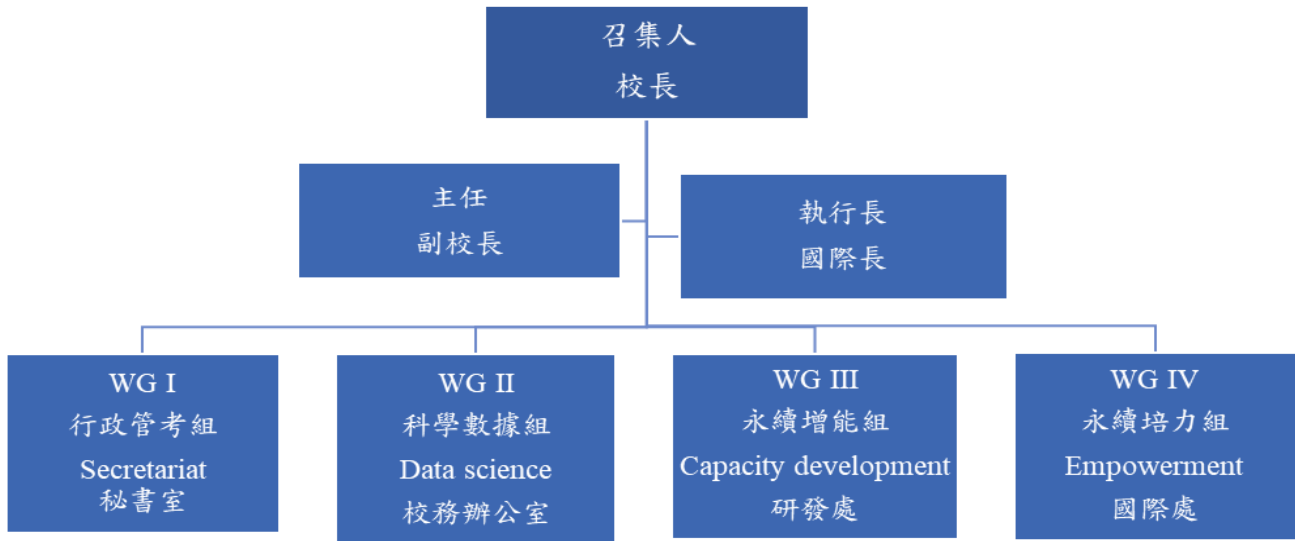 召集人
校長
主任
副校長
執行長
國際長
WG I
行政管考組
Secretariat
秘書室
WG II
科學數據組
Data science
校務辦公室
WG III
永續增能組
Capacity development
研發處
WG IV
永續培力組
Empowerment
國際處